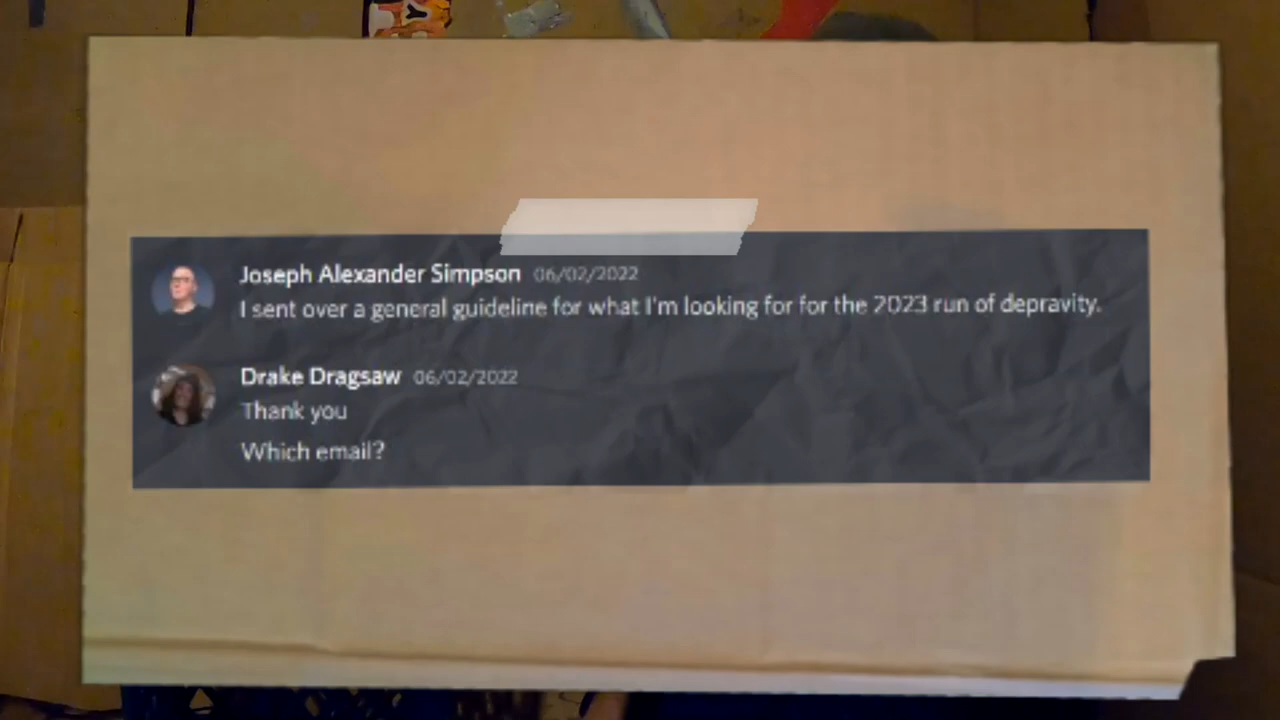 Joseph Alexander Simpson 06/02/2022
I sent over a general guideline for what I'm looking for for the 2023 run of depravity.
Drake Dragsaw 06/02/2022
Thank you
Which email?